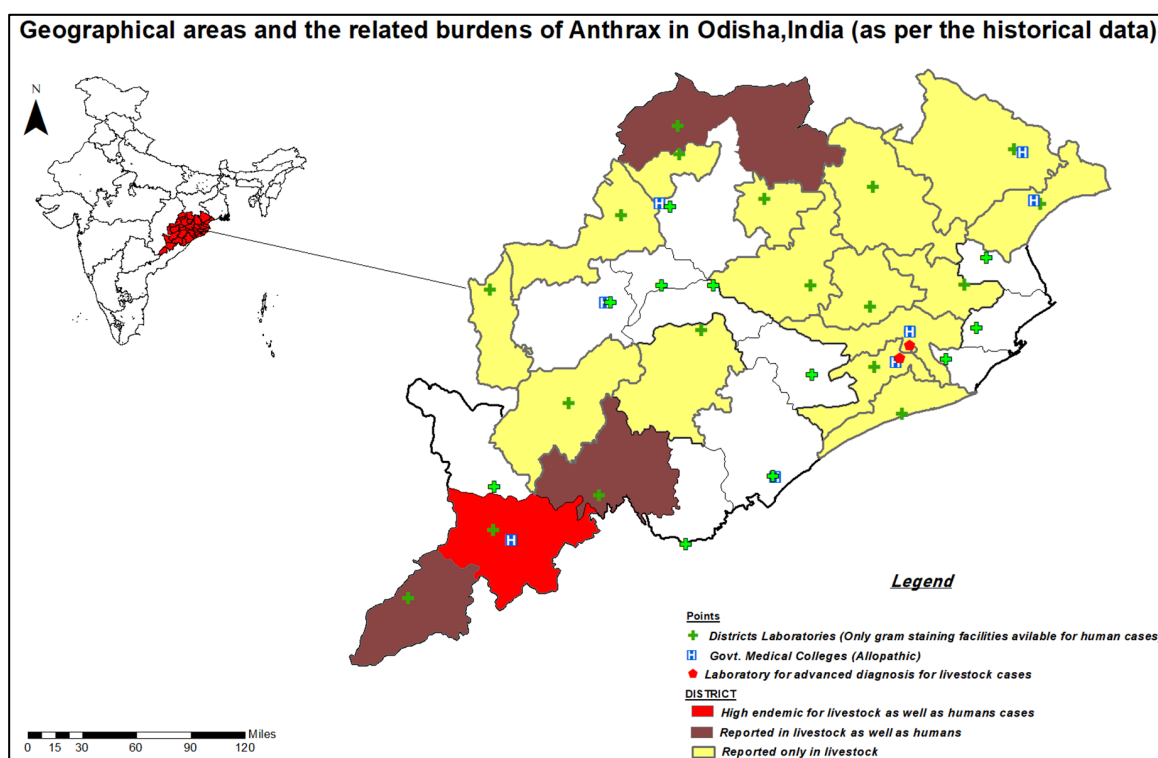 Geographical areas and the related burdens of Anthrax in Odisha,India (as per the historical data)
N
H
H
H
H
H
H
H
H
Legend
Points
Districts Laboratories (Only gram staining facilities avilable for human cases
H Govt. Medical Colleges (Allopathic)
Laboratory for advanced diagnosis for livestock cases
DISTRICT
High endemic for livestock as well as humans cases
Reported in livestock as well as humans
Reported only in livestock
Miles
0 15 30 60 90 120